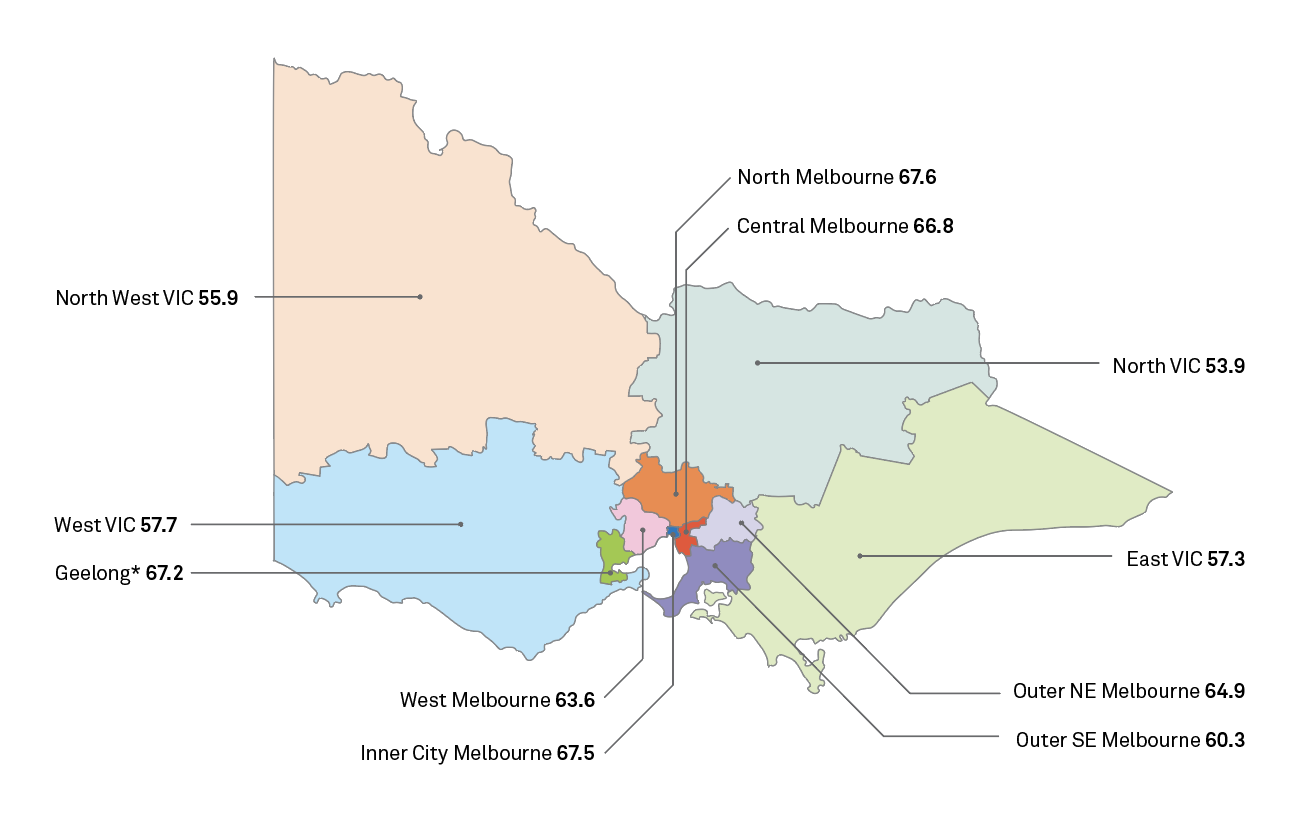 North Melbourne 67.6
Central Melbourne 66.8
North West VIC 55.9
North VIC 53.9
West VIC 57.7
East VIC 57.3
Geelong* 67.2
Outer NE Melbourne 64.9
West Melbourne 63.6
Outer SE Melbourne 60.3
Inner City Melbourne 67.5